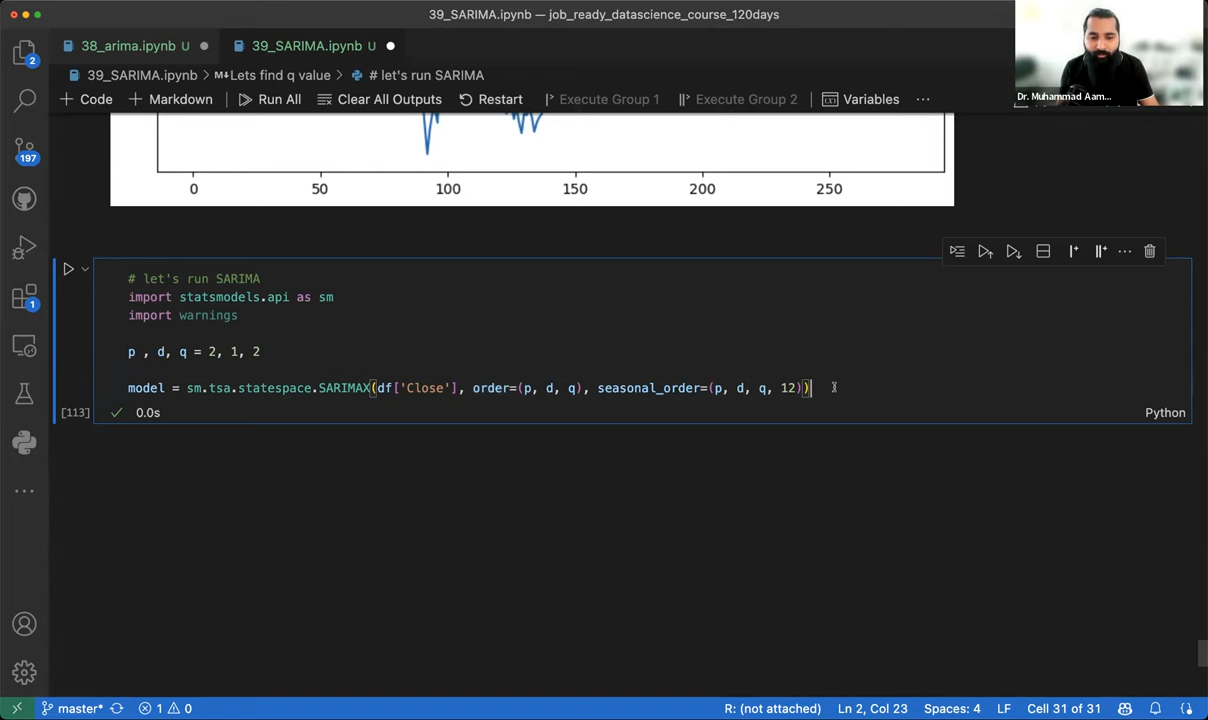 39_SARIMA.ipynb — job_ready_datascience_course_120days
38_arima.ipynb U
39_SARIMA.ipynb U
39_SARIMA.ipynb > M↓Lets find q value > # let's run SARIMA
+ Code + Markdown Run All Clear All Outputs Restart Execute Group 1 Execute Group 2 Variables ...
Dr. Muhammad Aam...
0 50 100 150 200 250
# let's run SARIMA
import statsmodels.api as sm
import warnings
p , d, q = 2, 1, 2
model = sm.tsa.statespace.SARIMAX(df['Close'], order=(p, d, q), seasonal_order=(p, d, q, 12))
[113] 0.0s Python
2
197
1
master* 1 0 R: (not attached) Ln 2, Col 23 Spaces: 4 LF Cell 31 of 31